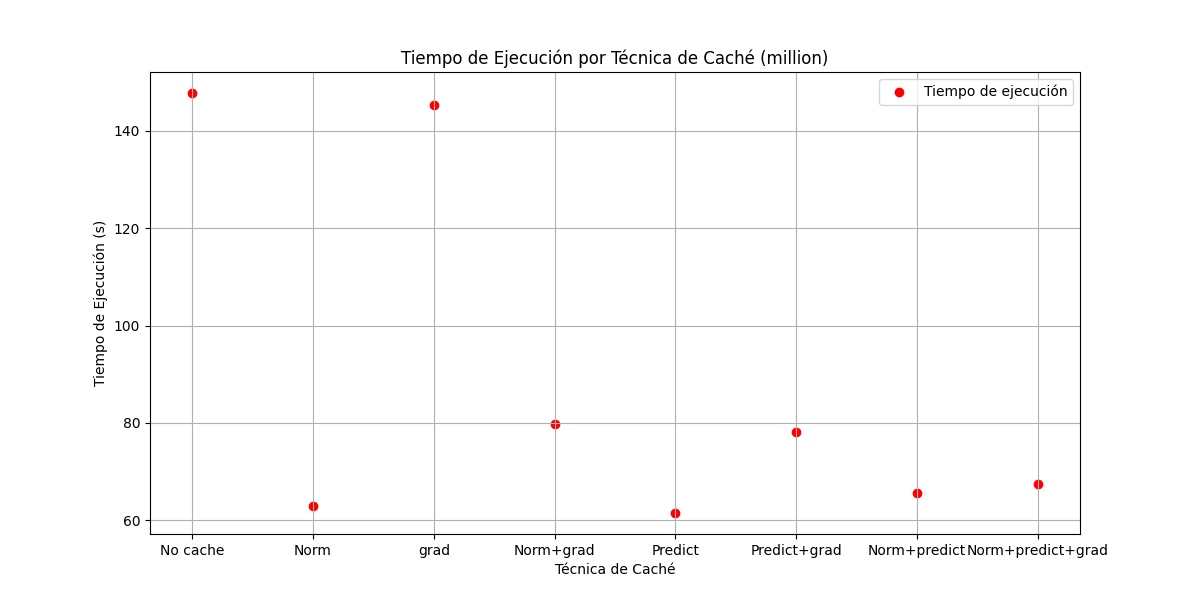 Tiempo de Ejecución por Técnica de Caché (million)
Tiempo de ejecución
140
120
100
80
60
Tiempo de Ejecución (s)
No cache Norm grad Norm+grad Predict Predict+grad Norm+predict Norm+predict+grad
Técnica de Caché